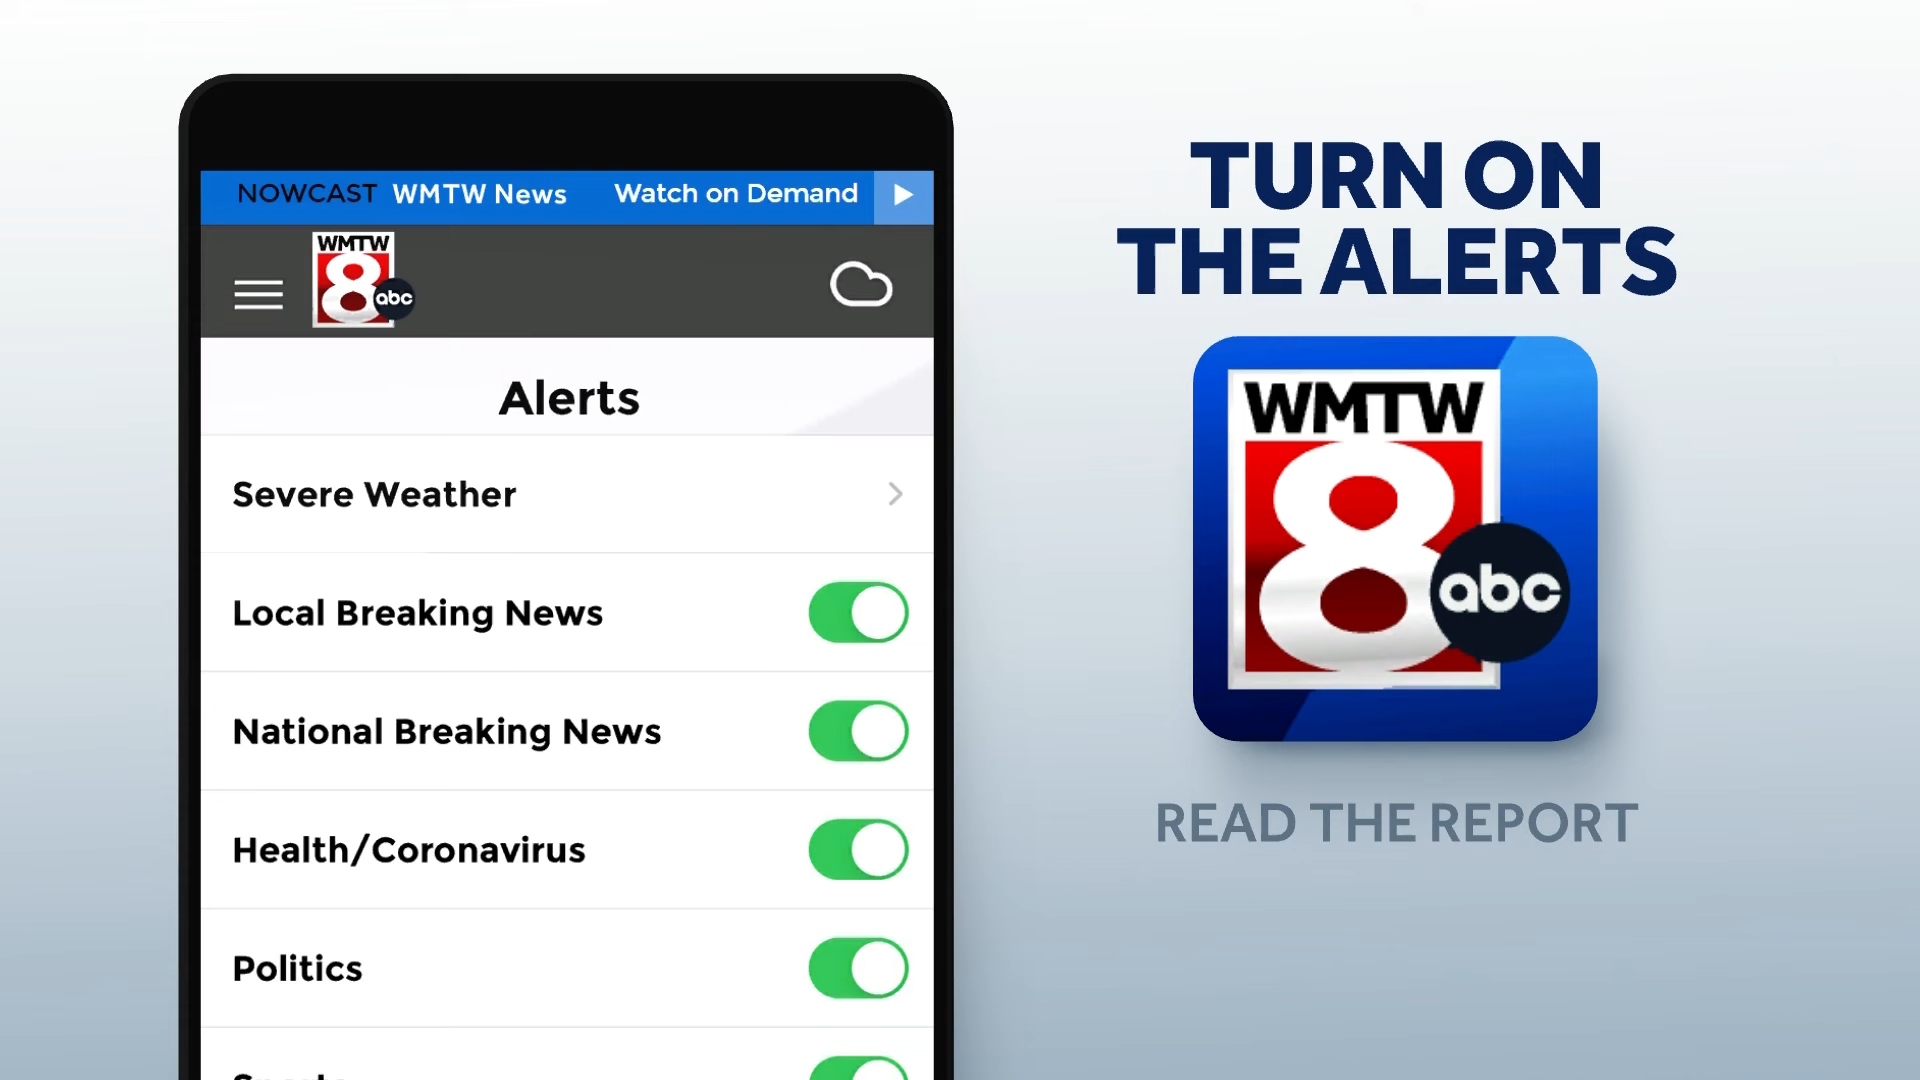 NOWCAST WMTW News Watch on Demand
WMTW
8
abc
Alerts
Severe Weather
Local Breaking News
National Breaking News
Health/Coronavirus
Politics
TURN ON
THE ALERTS
WMTW
8
abc
READ THE REPORT